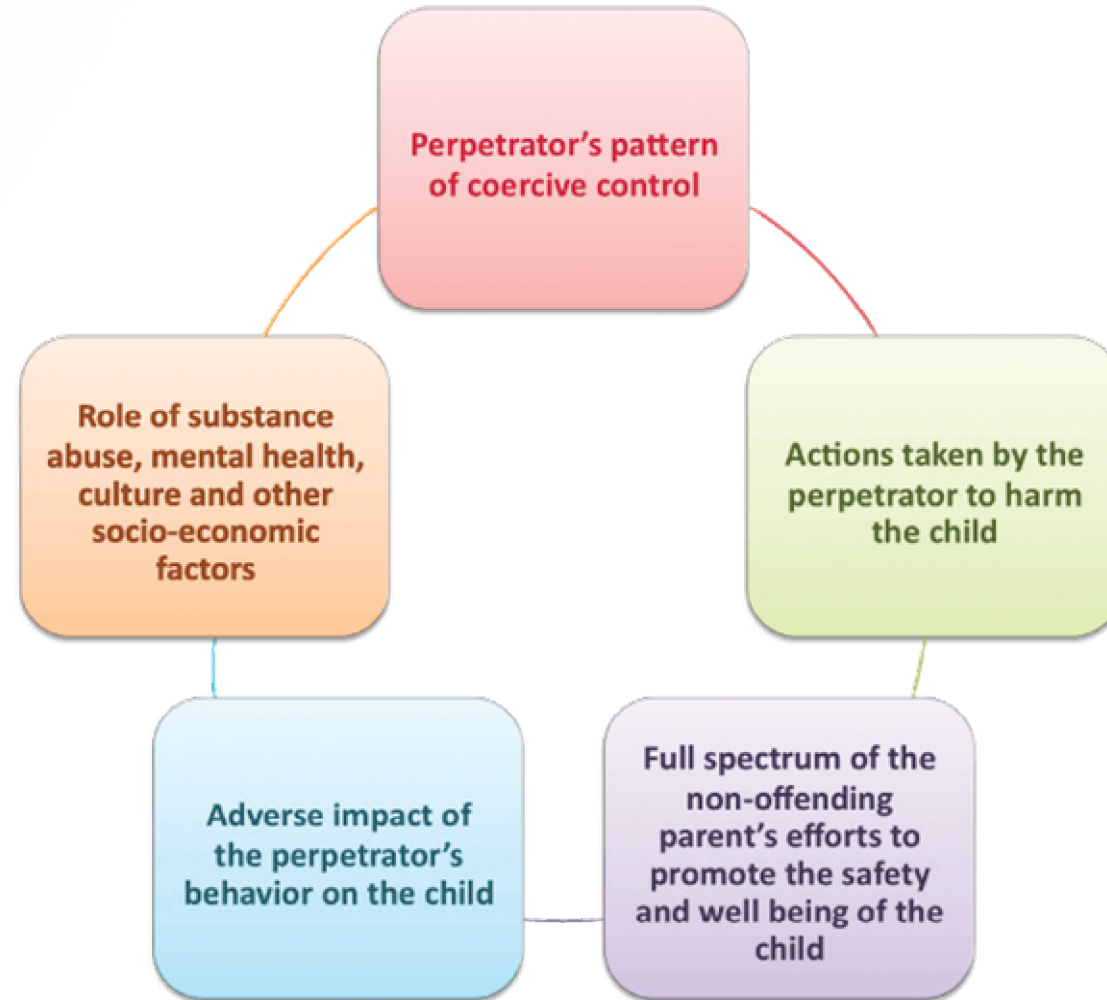 Perpetrator’s pattern
of coercive control
Actions taken by the
perpetrator to harm
the child
Full spectrum of the
non-offending
parent’s efforts to
promote the safety
and well being of the
child
Adverse impact of
the perpetrator’s
behavior on the child
Role of substance
abuse, mental health,
culture and other
socio-economic
factors